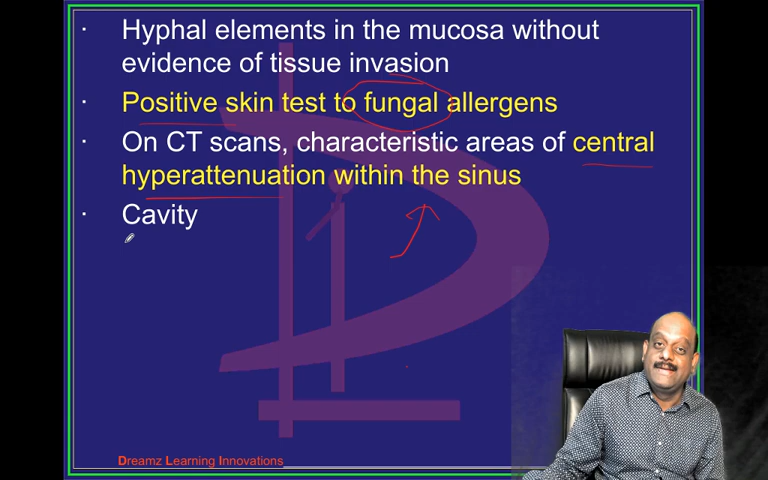 · Hyphal elements in the mucosa without
evidence of tissue invasion
· Positive skin test to fungal allergens
· On CT scans, characteristic areas of central
hyperattenuation within the sinus
· Cavity
Dreamz Learning Innovations